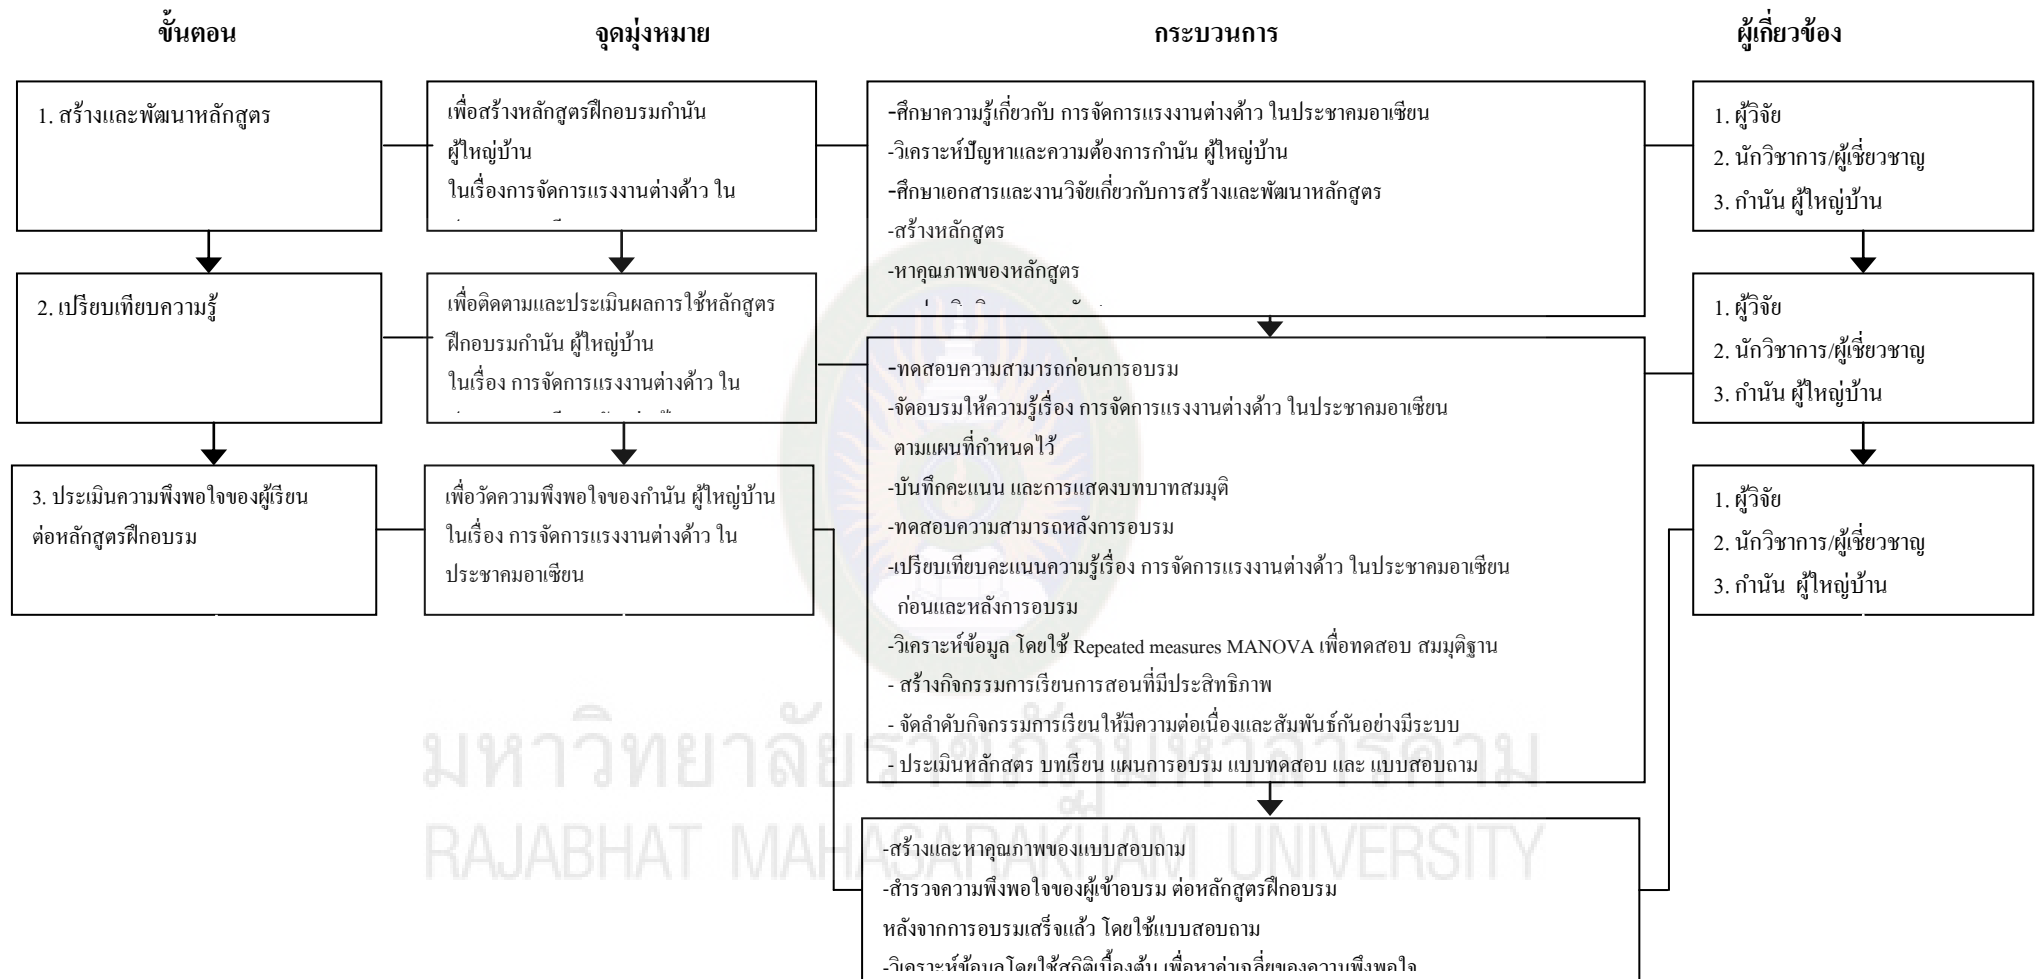 ขั้นตอน
จุดมุ่งหมาย
กระบวนการ
ผู้เกี่ยวข้อง
1. สร้างและพัฒนาหลักสูตร
เพื่อสร้างหลักสูตรฝึกอบรมกำนัน
ผู้ใหญ่บ้าน
ในเรื่องการจัดการแรงงานต่างด้าว ใน
-ศึกษาความรู้เกี่ยวกับ การจัดการแรงงานต่างด้าว ในประชาคมอาเซียน
-วิเคราะห์ปัญหาและความต้องการกำนัน ผู้ใหญ่บ้าน
-ศึกษาเอกสารและงานวิจัยเกี่ยวกับการสร้างและพัฒนาหลักสูตร
-สร้างหลักสูตร
-หาคุณภาพของหลักสูตร
1. ผู้วิจัย
2. นักวิชาการ/ผู้เชี่ยวชาญ
3. กำนัน ผู้ใหญ่บ้าน
2. เปรียบเทียบความรู้
เพื่อติดตามและประเมินผลการใช้หลักสูตร
ฝึกอบรมกำนัน ผู้ใหญ่บ้าน
ในเรื่อง การจัดการแรงงานต่างด้าว ใน
-ทดสอบความสามารถก่อนการอบรม
-จัดอบรมให้ความรู้เรื่อง การจัดการแรงงานต่างด้าว ในประชาคมอาเซียน
ตามแผนที่กำหนดไว้
-บันทึกคะแนน และการแสดงบทบาทสมมุติ
-ทดสอบความสามารถหลังการอบรม
-เปรียบเทียบคะแนนความรู้เรื่อง การจัดการแรงงานต่างด้าว ในประชาคมอาเซียน
ก่อนและหลังการอบรม
-วิเคราะห์ข้อมูล โดยใช้ Repeated measures MANOVA เพื่อทดสอบ สมมุติฐาน
- สร้างกิจกรรมการเรียนการสอนที่มีประสิทธิภาพ
- จัดลำดับกิจกรรมการเรียนให้มีความต่อเนื่องและสัมพันธ์กันอย่างมีระบบ
- ประเมินหลักสูตร บทเรียน แผนการอบรม แบบทดสอบ และ แบบสอบถาม
1. ผู้วิจัย
2. นักวิชาการ/ผู้เชี่ยวชาญ
3. กำนัน ผู้ใหญ่บ้าน
3. ประเมินความพึงพอใจของผู้เรียน
ต่อหลักสูตรฝึกอบรม
เพื่อวัดความพึงพอใจของกำนัน ผู้ใหญ่บ้าน
ในเรื่อง การจัดการแรงงานต่างด้าว ใน
ประชาคมอาเซียน
-สร้างและหาคุณภาพของแบบสอบถาม
-สำรวจความพึงพอใจของผู้เข้าอบรม ต่อหลักสูตรฝึกอบรม
หลังจากการอบรมเสร็จแล้ว โดยใช้แบบสอบถาม
-วิเคราะห์ข้อมูลโดยใช้สถิติเบื้องต้น เพื่อหาค่าเฉลี่ยของความพึงพอใจ
1. ผู้วิจัย
2. นักวิชาการ/ผู้เชี่ยวชาญ
3. กำนัน ผู้ใหญ่บ้าน
มหาวิทยาลัยราชภัฏมหาสารคาม
RAJABHAT MAHASARAKHAM UNIVERSITY